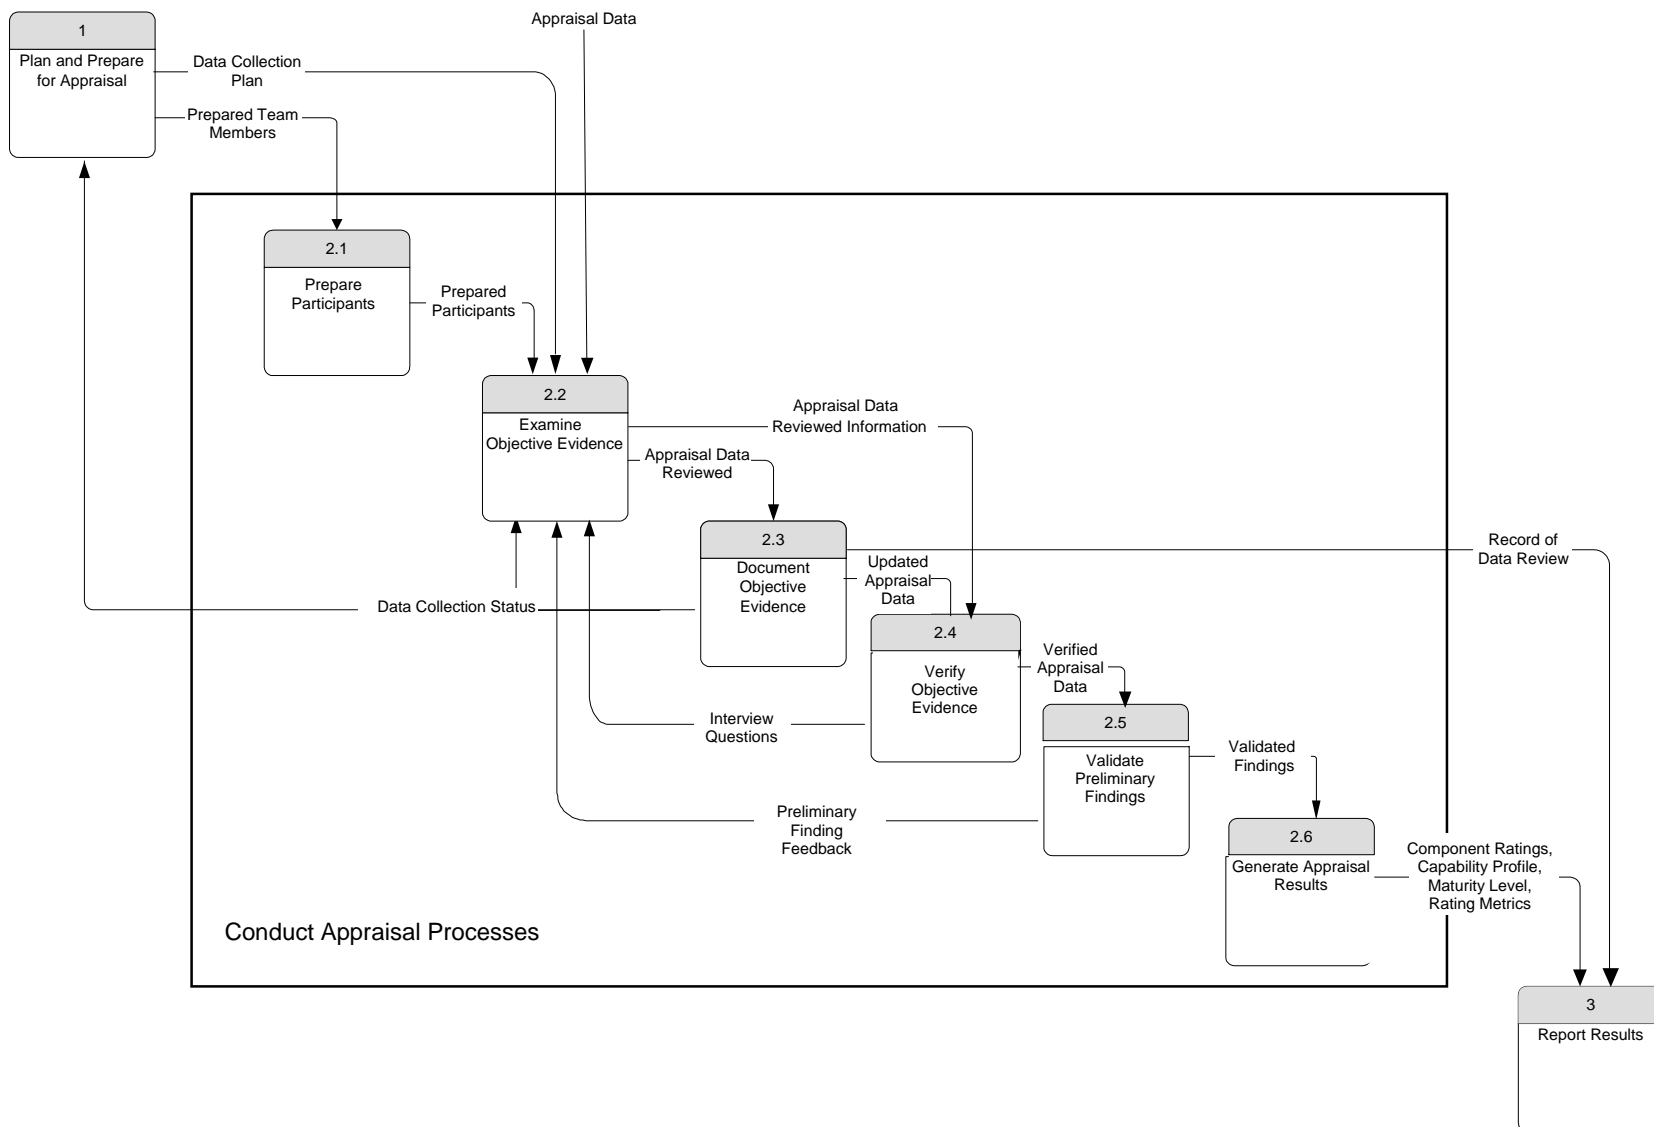 Appraisal Data
1
Plan and Prepare
for Appraisal
Data Collection
Plan
Prepared Team
Members
2.1
Prepare
Participants
Prepared
Participants
2.2
Examine
Objective Evidence
Appraisal Data
Reviewed Information
Appraisal Data
Reviewed
2.3
Document
Objective
Evidence
Updated
Appraisal
Data
Record of
Data Review
Data Collection Status
2.4
Verify
Objective
Evidence
Verified
Appraisal
Data
Interview
Questions
2.5
Validate
Preliminary
Findings
Validated
Findings
Preliminary
Finding
Feedback
2.6
Generate Appraisal
Results
Component Ratings,
Capability Profile,
Maturity Level,
Rating Metrics
Conduct Appraisal Processes
3
Report Results